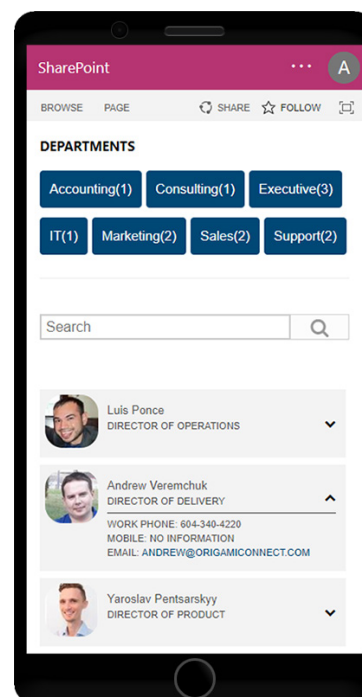 SharePoint ... A
BROWSE PAGE SHARE FOLLOW
DEPARTMENTS
Accounting(1) Consulting(1) Executive(3)
IT(1) Marketing(2) Sales(2) Support(2)
Search
Luis Ponce
DIRECTOR OF OPERATIONS
Andrew Veremchuk
DIRECTOR OF DELIVERY
WORK PHONE: 604-340-4220
MOBILE: NO INFORMATION
EMAIL: ANDREW@ORIGAMICONNECT.COM
Yaroslav Pentsarskyy
DIRECTOR OF PRODUCT